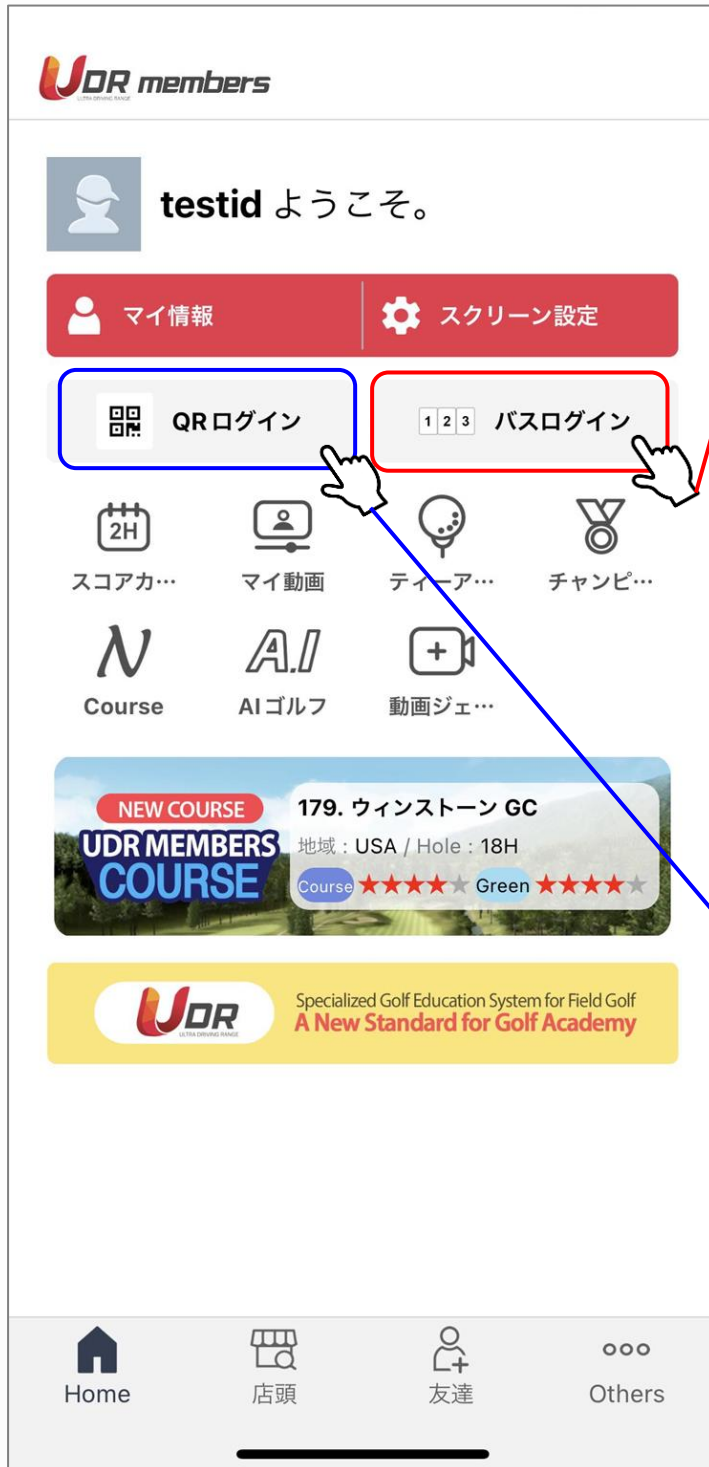 UDR members
ULTRA DRIVING RANGE
testid ようこそ。
マイ情報
スクリーン設定
QRログイン
1 2 3 バスログイン
2H
スコアカ…
マイ動画
ティーア…
チャンピ…
N
A.I
Course
AIゴルフ
動画ジェ…
NEW COURSE
UDR MEMBERS
COURSE
179. ウィンストーン GC
地域 : USA / Hole : 18H
Course ★★★★★ Green ★★★★★
UDR
ULTRA DRIVING RANGE
Specialized Golf Education System for Field Golf
A New Standard for Golf Academy
Home
店頭
友達
Others